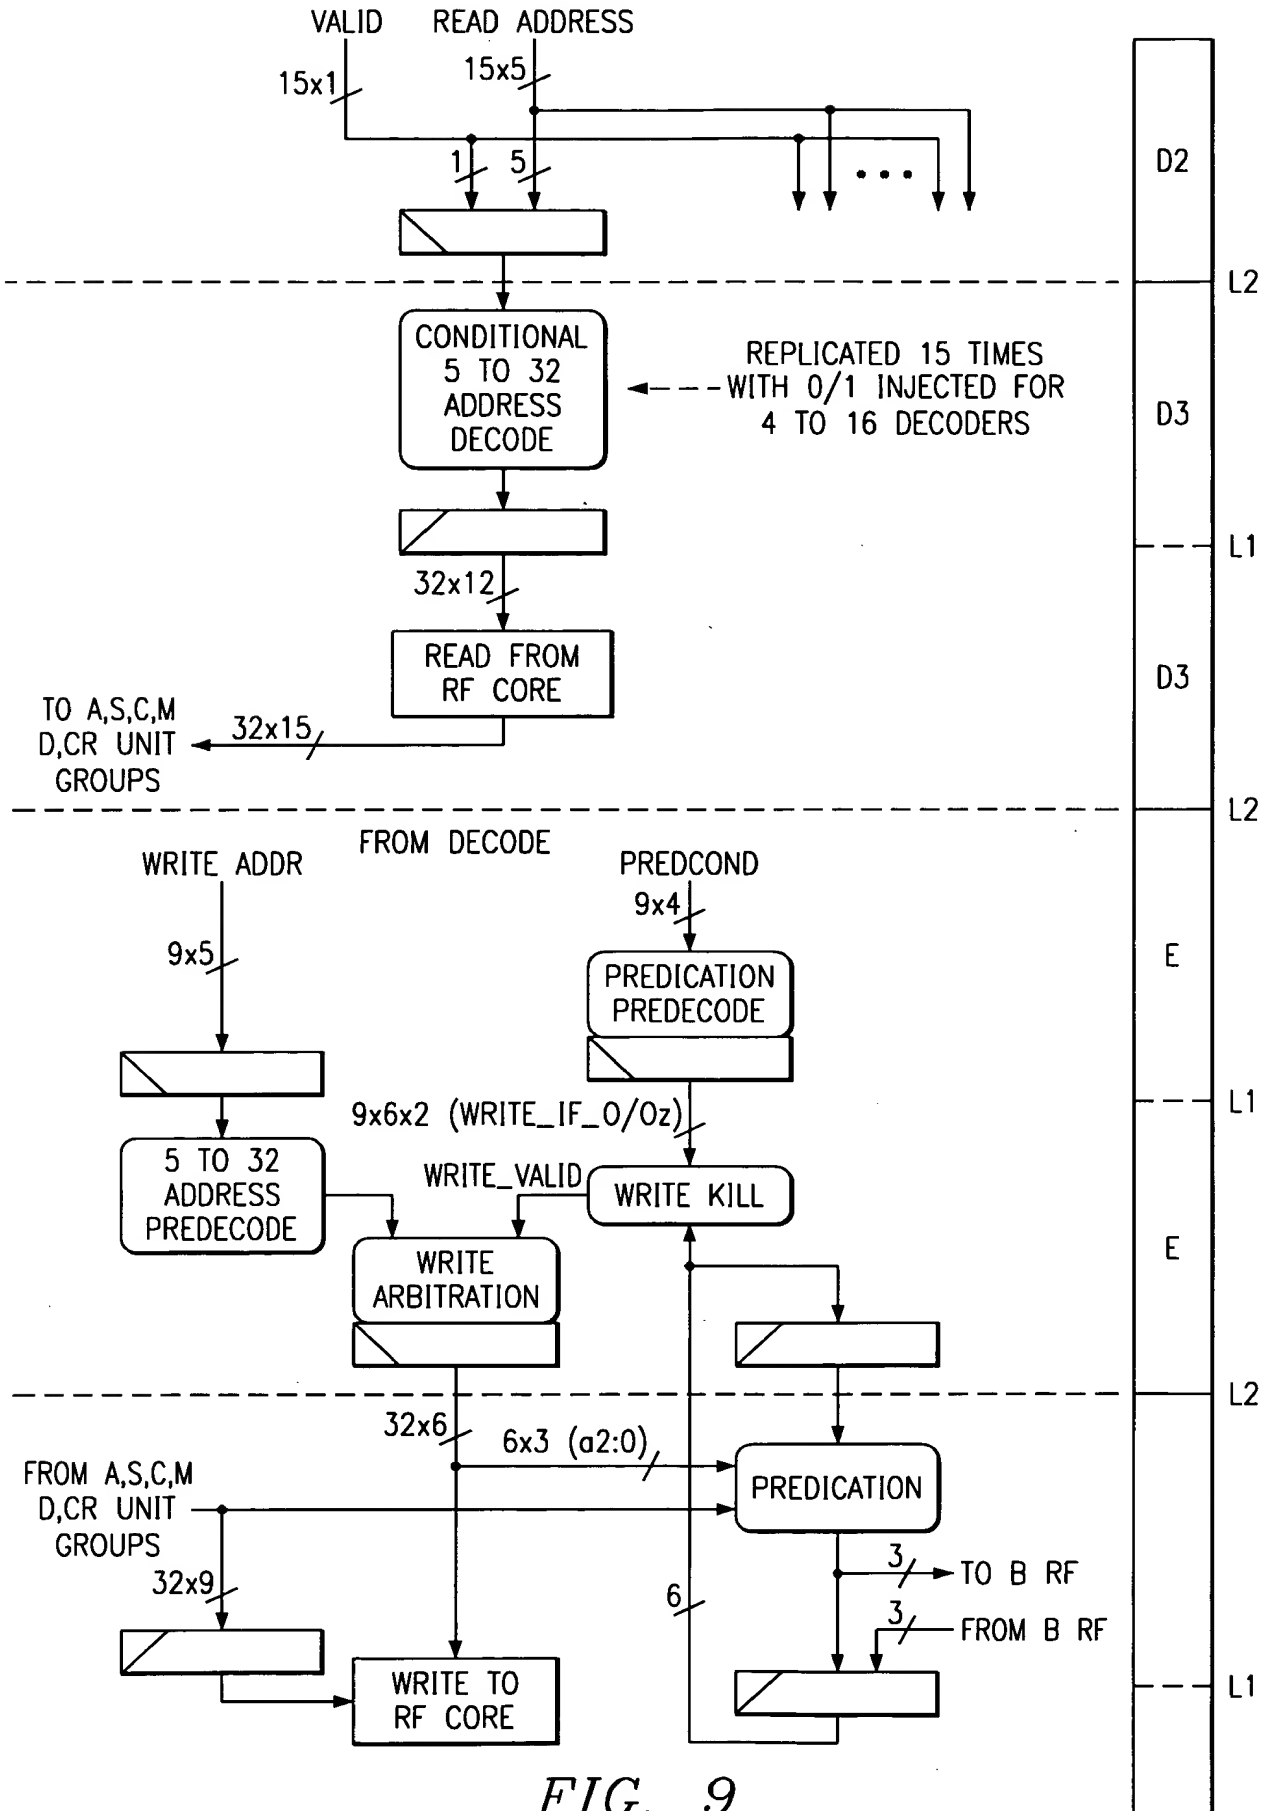 VALID READ ADDRESS
15x1
15x5
1
5
D2
L2
CONDITIONAL
5 TO 32
ADDRESS
DECODE
REPLICATED 15 TIMES
WITH 0/1 INJECTED FOR
4 TO 16 DECODERS
D3
L1
32x12
READ FROM
RF CORE
D3
TO A,S,C,M
D,CR UNIT
GROUPS
32x15
L2
FROM DECODE
WRITE ADDR
PREDCOND
9x4
9x5
PREDICATION
PREDECODE
E
L1
9x6x2 (WRITE_IF_0/0z)
5 TO 32
ADDRESS
PREDECODE
WRITE_VALID
WRITE KILL
WRITE
ARBITRATION
E
L2
32x6
6x3 (a2:0)
FROM A,S,C,M
D,CR UNIT
GROUPS
PREDICATION
32x9
6
3
TO B RF
3
FROM B RF
WRITE TO
RF CORE
L1
FIG. 9